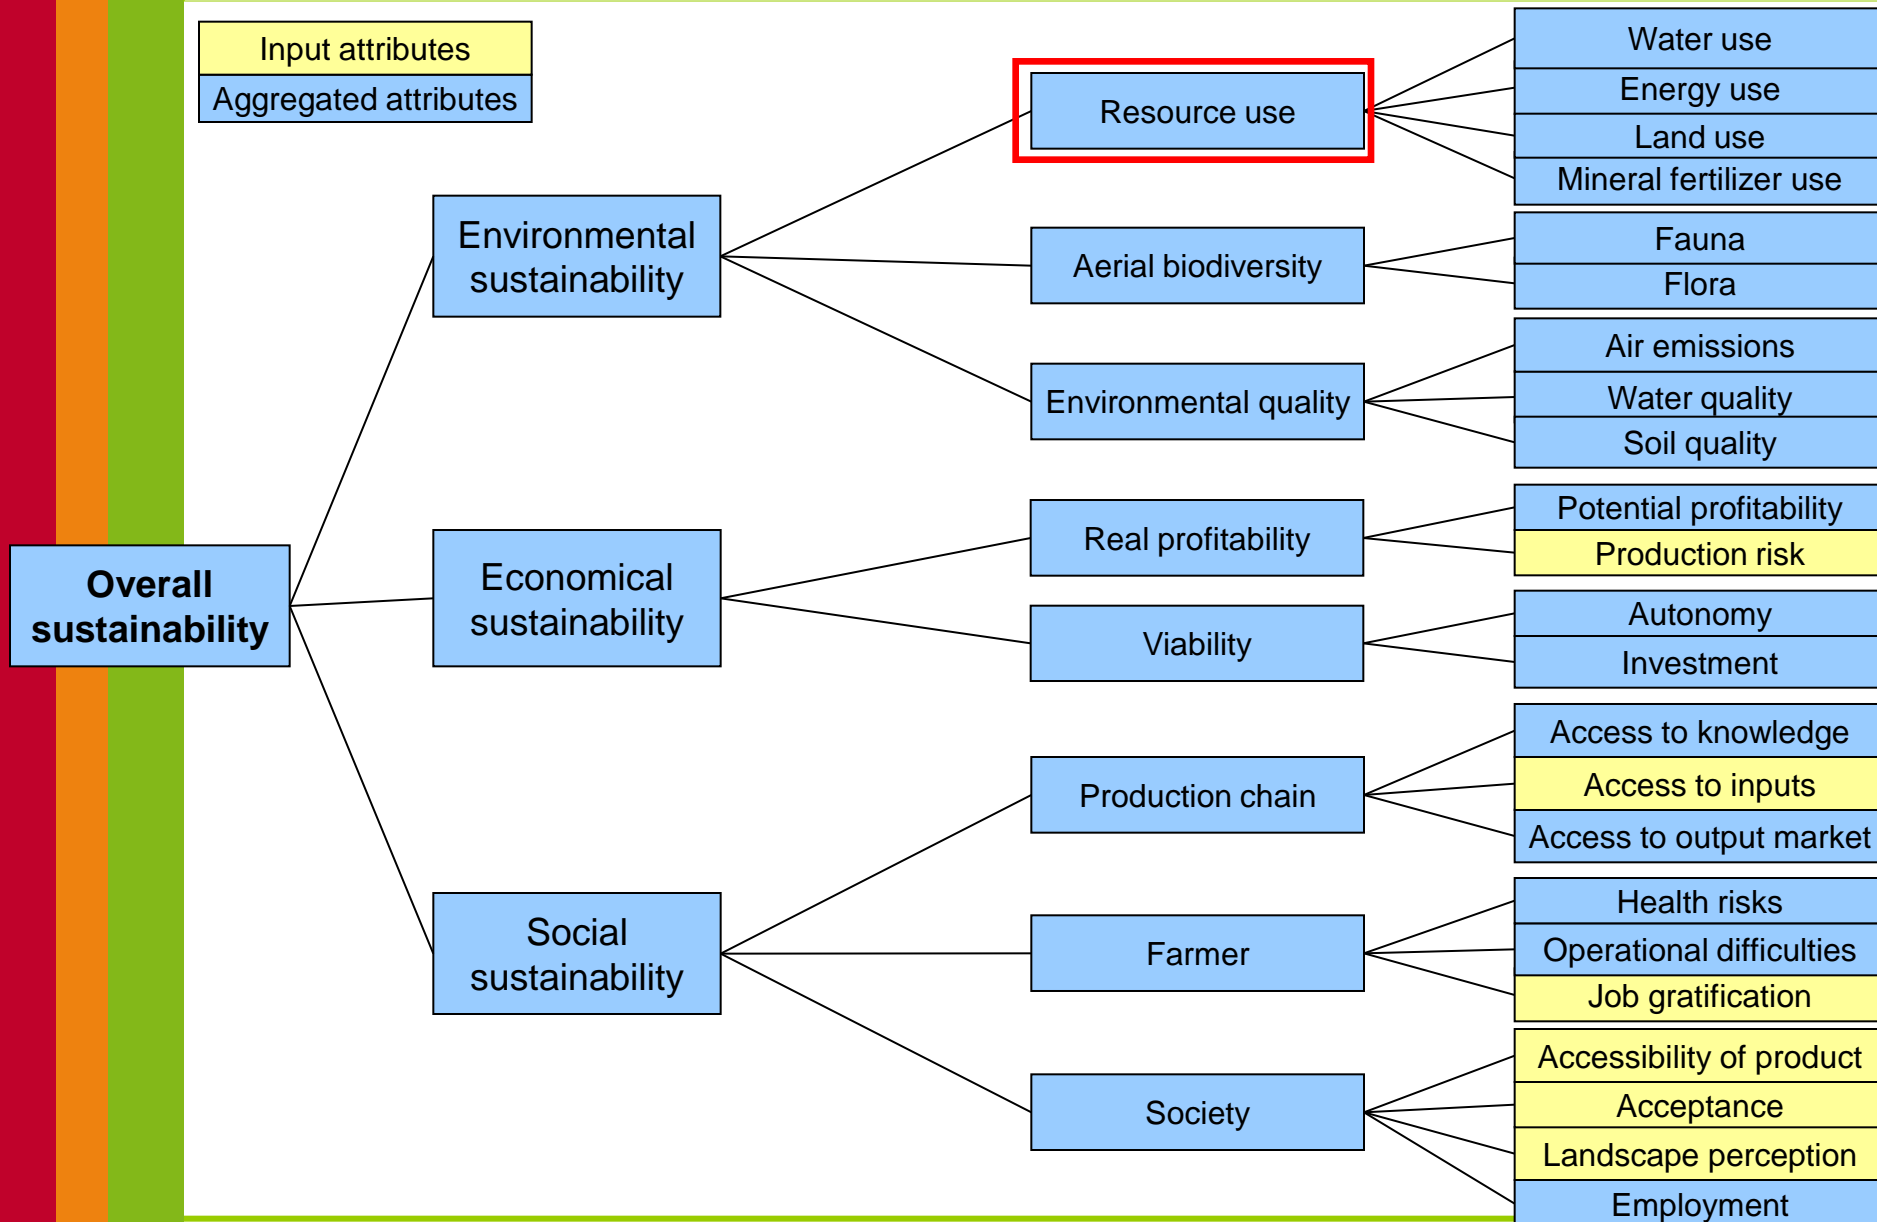 Input attributes
Aggregated attributes
Overall
sustainability
Environmental
sustainability
Economical
sustainability
Social
sustainability
Resource use
Aerial biodiversity
Environmental quality
Real profitability
Viability
Production chain
Farmer
Society
Water use
Energy use
Land use
Mineral fertilizer use
Fauna
Flora
Air emissions
Water quality
Soil quality
Potential profitability
Production risk
Autonomy
Investment
Access to knowledge
Access to inputs
Access to output market
Health risks
Operational difficulties
Job gratification
Accessibility of product
Acceptance
Landscape perception
Employment